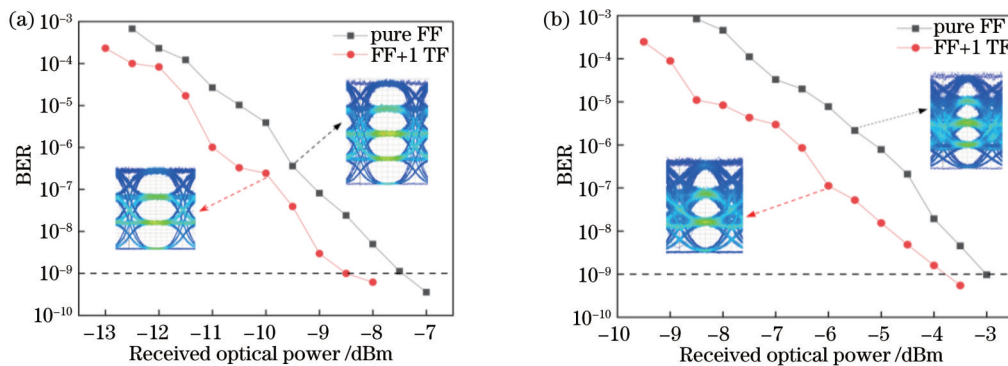 (a)
10⁻³
10⁻⁴
10⁻⁵
10⁻⁶
10⁻⁷
10⁻⁸
10⁻⁹
10⁻¹⁰
BER
pure FF
FF+1 TF
−13 −12 −11 −10 −9 −8 −7
Received optical power /dBm
(b)
10⁻³
10⁻⁴
10⁻⁵
10⁻⁶
10⁻⁷
10⁻⁸
10⁻⁹
10⁻¹⁰
BER
pure FF
FF+1 TF
−10 −9 −8 −7 −6 −5 −4 −3
Received optical power /dBm